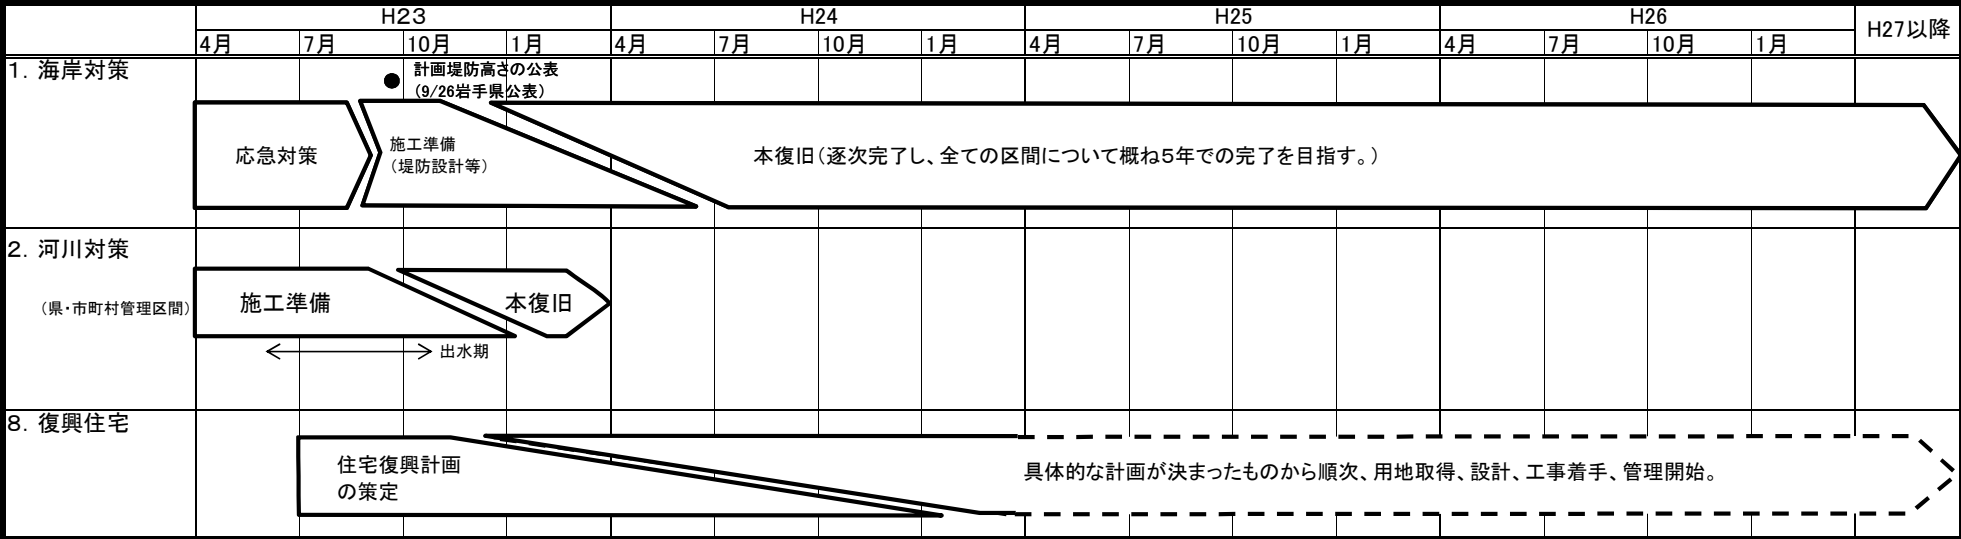 H23 H24 H25 H26 H27以降
4月 7月 10月 1月 4月 7月 10月 1月 4月 7月 10月 1月 4月 7月 10月 1月
1．海岸対策
計画堤防高さの公表
（9/26岩手県公表）
応急対策
施工準備
（堤防設計等）
本復旧（逐次完了し、全ての区間について概ね5年での完了を目指す。）
2．河川対策
（県・市町村管理区間）
施工準備
本復旧
出水期
8．復興住宅
住宅復興計画
の策定
具体的な計画が決まったものから順次、用地取得、設計、工事着手、管理開始。